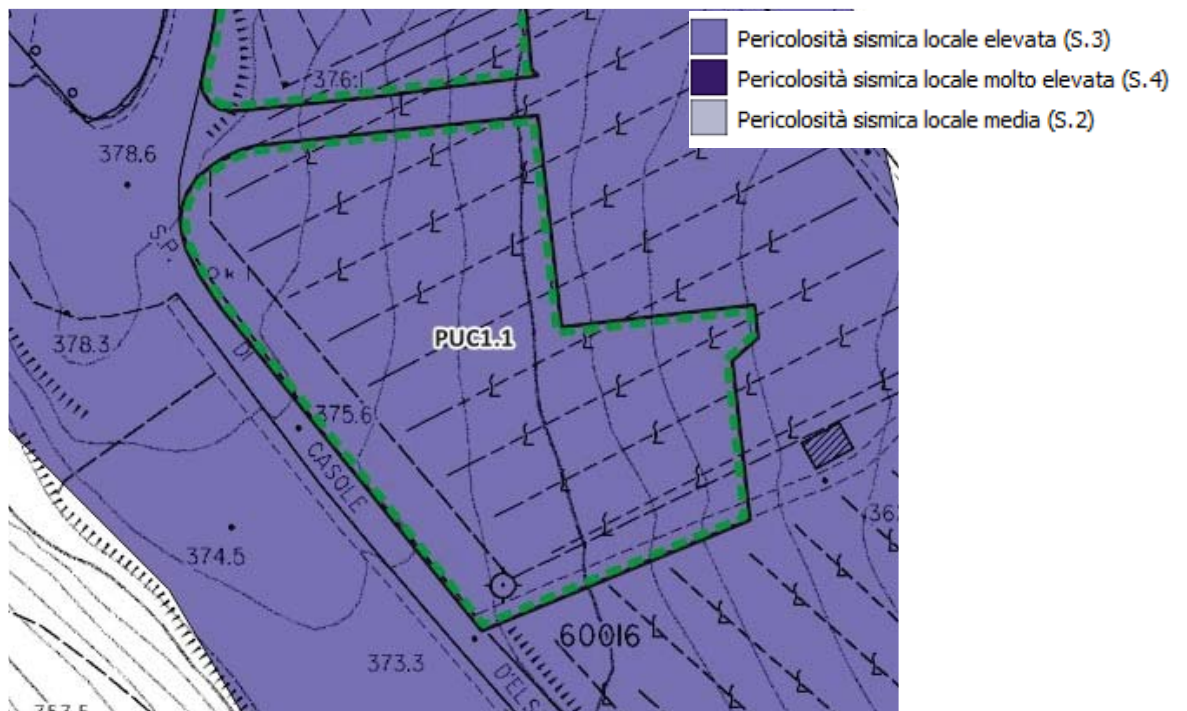 Pericolosità sismica locale elevata (S.3)
Pericolosità sismica locale molto elevata (S.4)
Pericolosità sismica locale media (S.2)
376.1
378.6
S.P.
378.3
DI
PUC1.1
375.6
CASOLE
374.5
60016
373.3
D'ELS